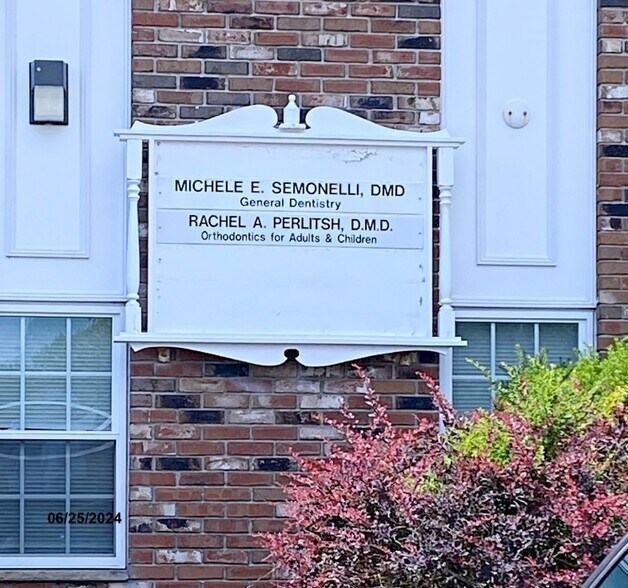 MICHELE E. SEMONELLI, DMD
General Dentistry
RACHEL A. PERLITSH, D.M.D.
Orthodontics for Adults & Children
06/25/2024